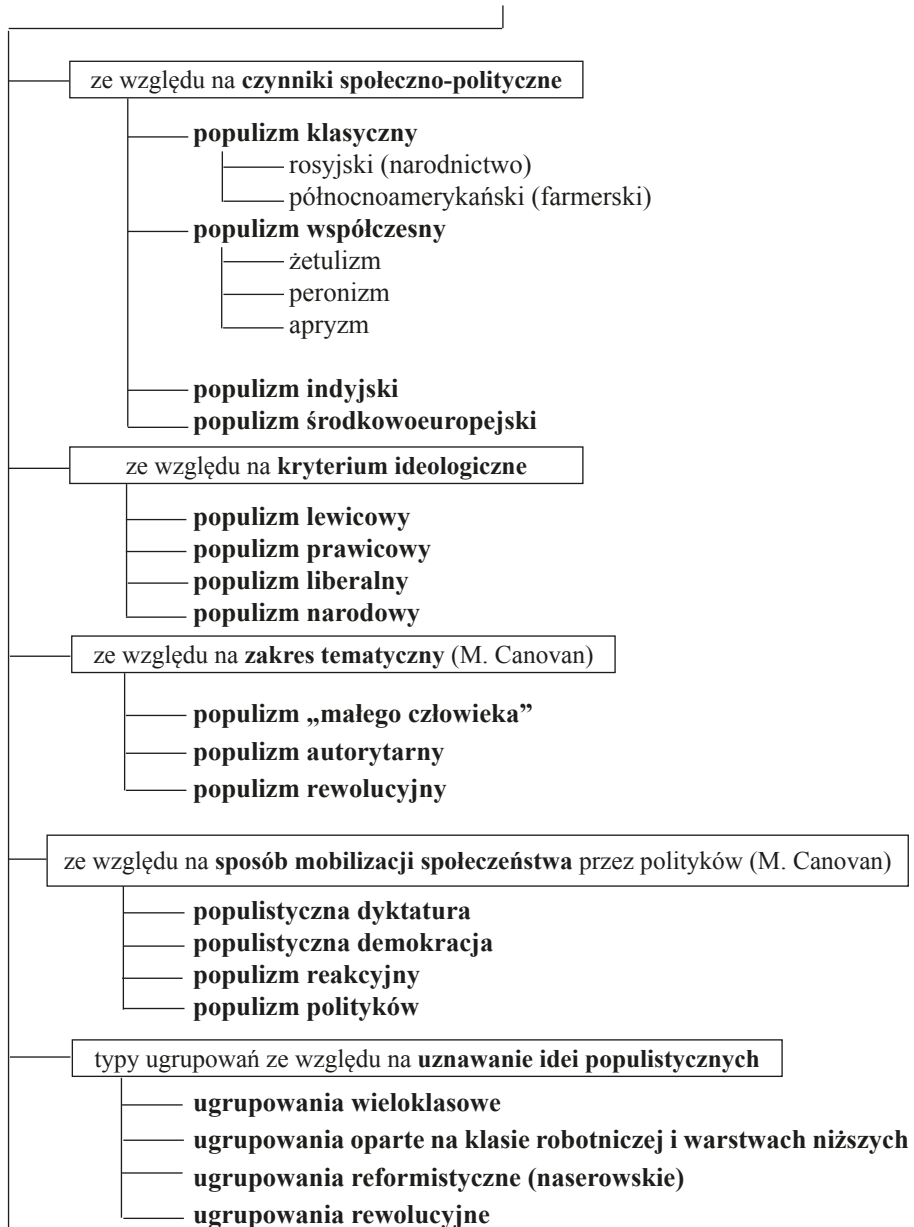 ze względu na czynniki społeczno-polityczne
populizm klasyczny
rosyjski (narodnictwo)
północnoamerykański (farmerski)
populizm współczesny
żetulizm
peronizm
apryzm
populizm indyjski
populizm środkowoeuropejski
ze względu na kryterium ideologiczne
populizm lewicowy
populizm prawicowy
populizm liberalny
populizm narodowy
ze względu na zakres tematyczny (M. Canovan)
populizm „małego człowieka”
populizm autorytarny
populizm rewolucyjny
ze względu na sposób mobilizacji społeczeństwa przez polityków (M. Canovan)
populistyczna dyktatura
populistyczna demokracja
populizm reakcyjny
populizm polityków
typy ugrupowań ze względu na uznawanie idei populistycznych
ugrupowania wieloklasowe
ugrupowania oparte na klasie robotniczej i warstwach niższych
ugrupowania reformistyczne (naserowskie)
ugrupowania rewolucyjne